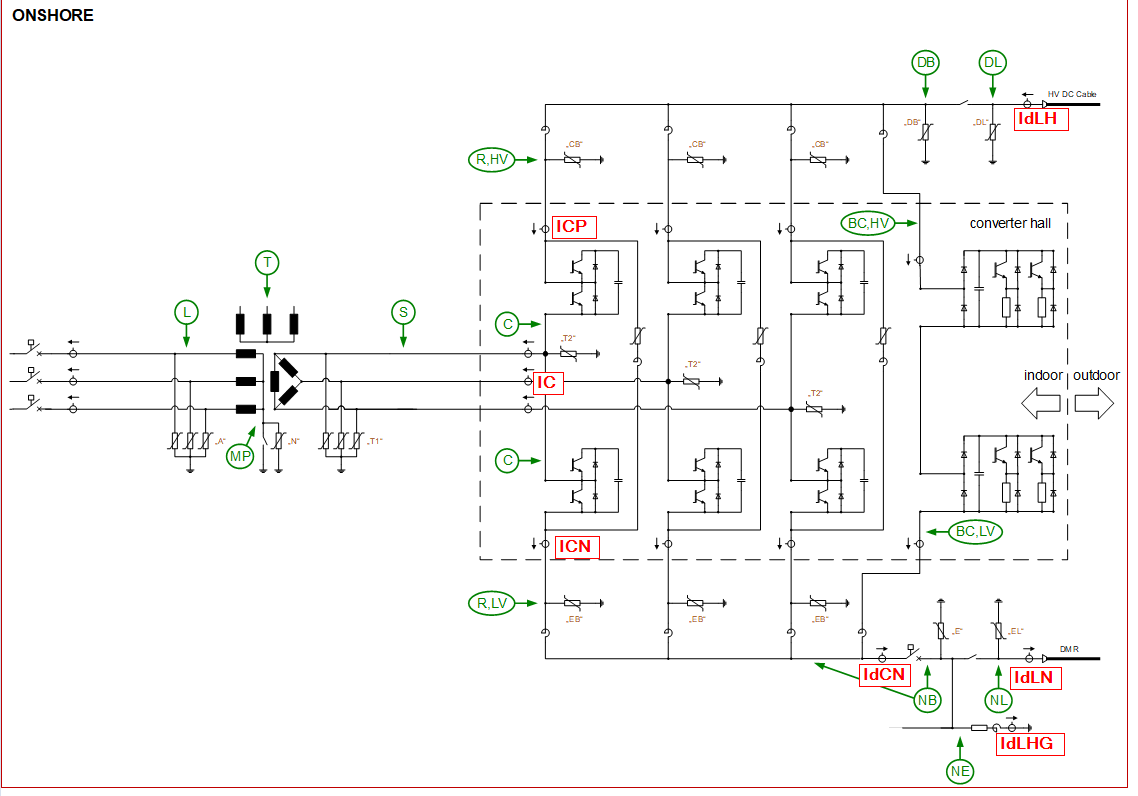 ONSHORE
DB
DL
HV DC Cable
IdLH
„DB"
„DL"
„CB"
„CB"
„CB"
R,HV
ICP
BC,HV
converter hall
T
L
S
C
„T2"
„T2"
IC
„T2"
indoor
outdoor
„A"
MP
„N"
„T1"
C
ICN
BC,LV
R,LV
„EB"
„EB"
„EB"
„E"
„EL"
DMR
IdCN
IdLN
NB
NL
IdLHG
NE